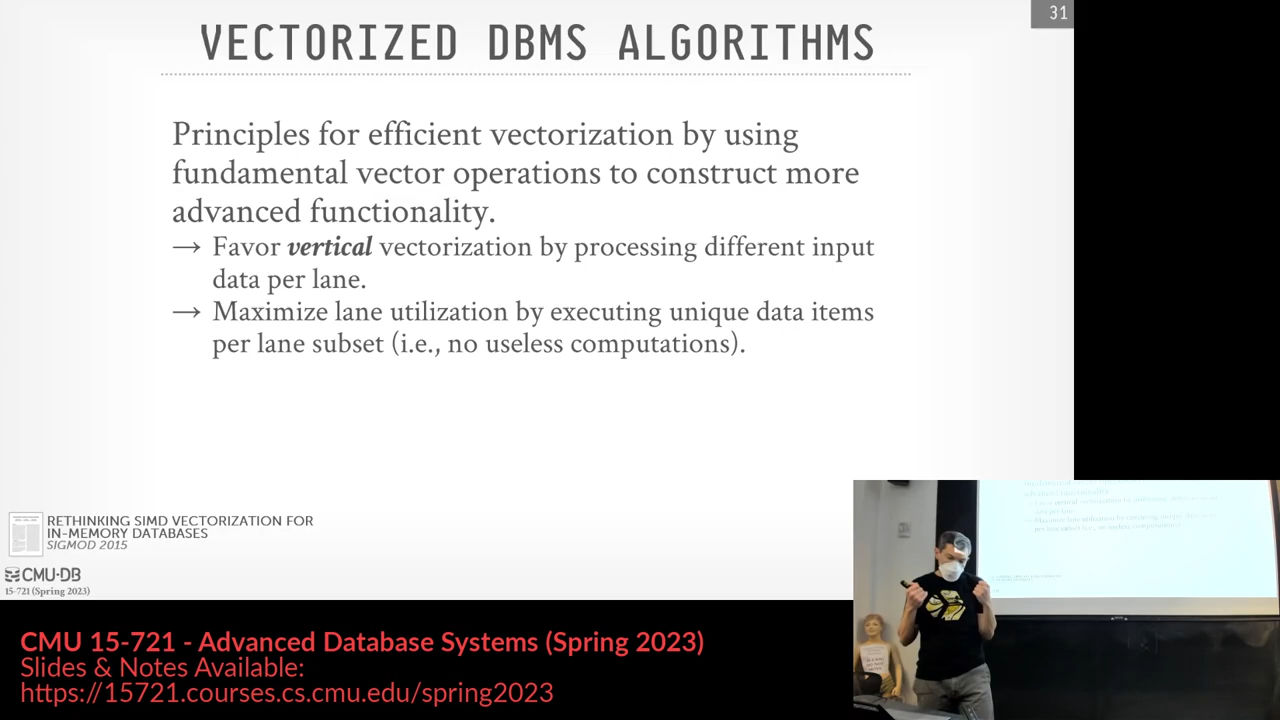 31
VECTORIZED DBMS ALGORITHMS
Principles for efficient vectorization by using
fundamental vector operations to construct more
advanced functionality.
→ Favor vertical vectorization by processing different input
data per lane.
→ Maximize lane utilization by executing unique data items
per lane subset (i.e., no useless computations).
RETHINKING SIMD VECTORIZATION FOR
IN-MEMORY DATABASES
SIGMOD 2015
CMU·DB
15-721 (Spring 2023)
CMU 15-721 - Advanced Database Systems (Spring 2023)
Slides & Notes Available:
https://15721.courses.cs.cmu.edu/spring2023